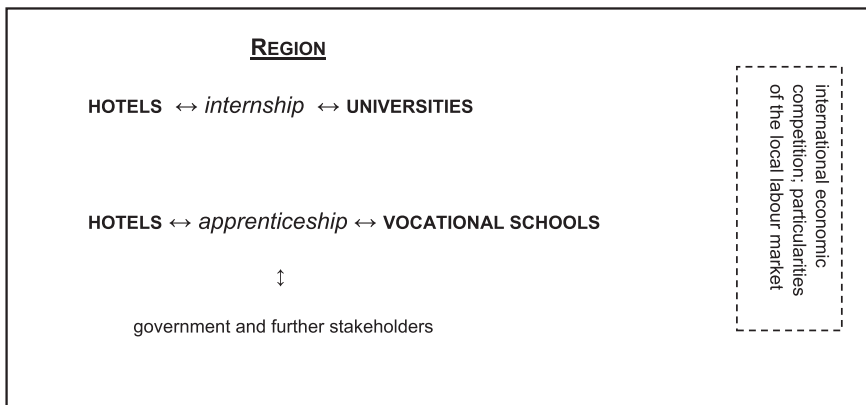 REGION
HOTELS ↔ internship ↔ UNIVERSITIES
HOTELS ↔ apprenticeship ↔ VOCATIONAL SCHOOLS
↕
government and further stakeholders
international economic
competition; particularities
of the local labour market